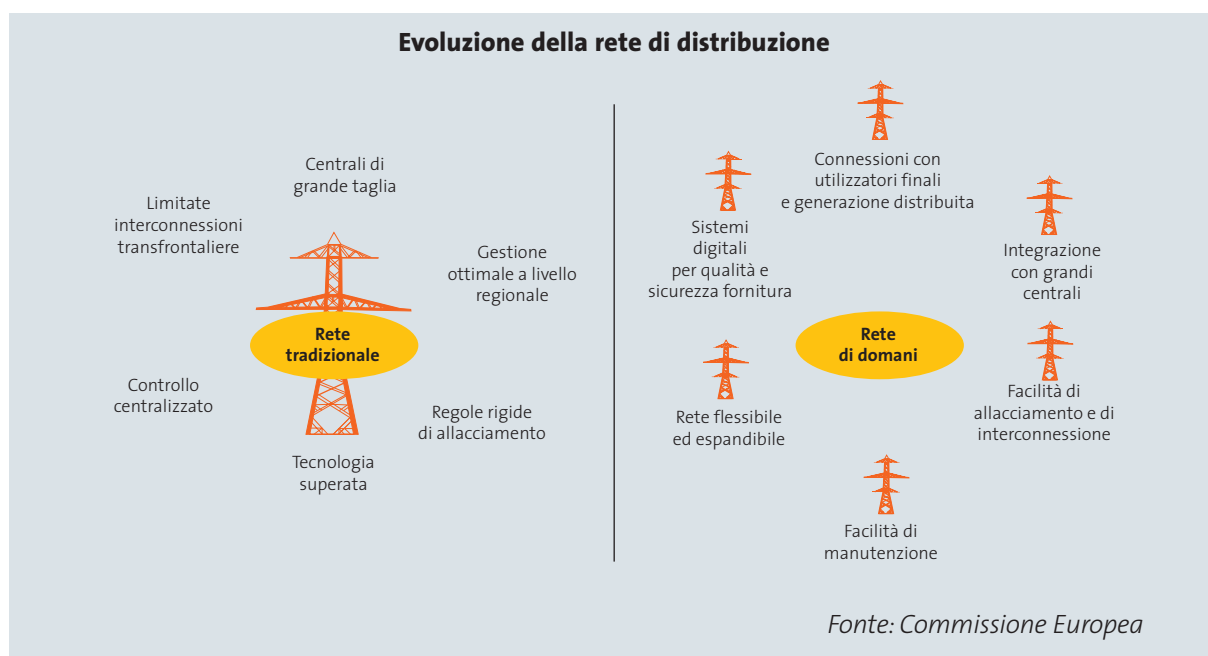 Evoluzione della rete di distribuzione
Centrali di
grande taglia
Limitate
interconnessioni
transfrontaliere
Gestione
ottimale a livello
regionale
Rete
tradizionale
Controllo
centralizzato
Regole rigide
di allacciamento
Tecnologia
superata
Connessioni con
utilizzatori finali
e generazione distribuita
Sistemi
digitali
per qualità e
sicurezza fornitura
Integrazione
con grandi
centrali
Rete
di domani
Rete flessibile
ed espandibile
Facilità di
allacciamento e di
interconnessione
Facilità di
manutenzione
Fonte: Commissione Europea